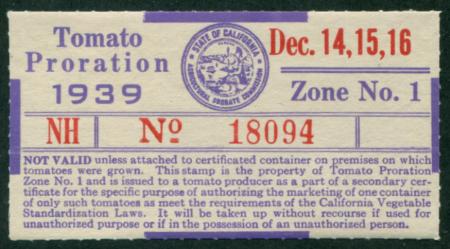 Tomato
Proration
1939
STATE OF CALIFORNIA
AGRICULTURAL PRORATE COMMISSION
Dec. 14,15,16
Zone No. 1
NH
No 18094
NOT VALID unless attached to certificated container on premises on which
tomatoes were grown. This stamp is the property of Tomato Proration
Zone No. 1 and is issued to a tomato producer as a part of a secondary cer-
tificate for the specific purpose of authorizing the marketing of one container
of only such tomatoes as meet the requirements of the California Vegetable
Standardization Laws. It will be taken up without recourse if used for
unauthorized purpose or if in the possession of an unauthorized person.